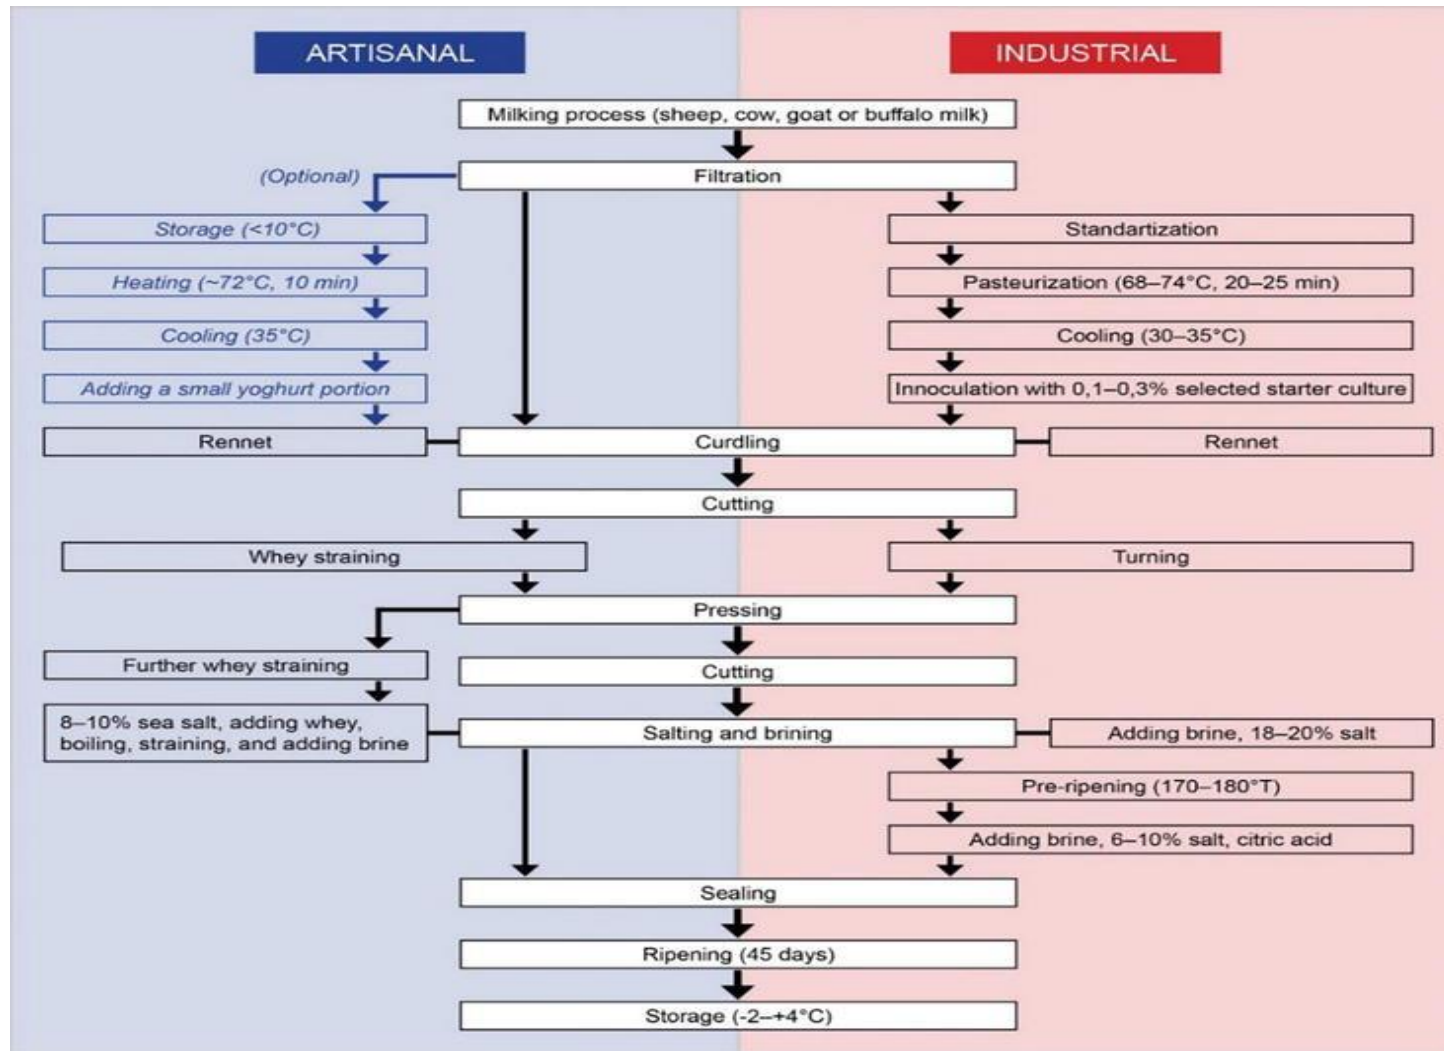 ARTISANAL
INDUSTRIAL
Milking process (sheep, cow, goat or buffalo milk)
(Optional)
Filtration
Storage (<10°C)
Standartization
Heating (~72°C, 10 min)
Pasteurization (68–74°C, 20–25 min)
Cooling (35°C)
Cooling (30–35°C)
Adding a small yoghurt portion
Innoculation with 0,1–0,3% selected starter culture
Rennet
Curdling
Rennet
Cutting
Whey straining
Turning
Pressing
Further whey straining
Cutting
8–10% sea salt, adding whey,
boiling, straining, and adding brine
Salting and brining
Adding brine, 18–20% salt
Pre-ripening (170–180°T)
Adding brine, 6–10% salt, citric acid
Sealing
Ripening (45 days)
Storage (-2–+4°C)